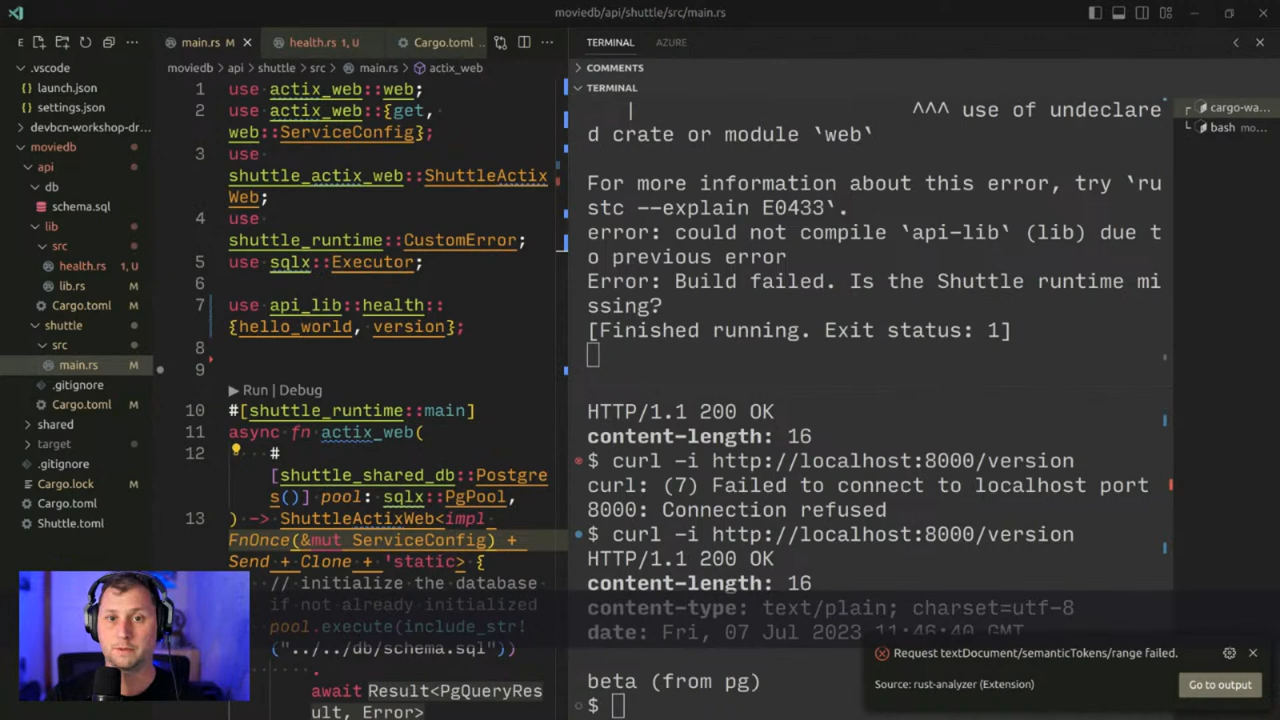 moviedb/api/shuttle/src/main.rs
E
main.rs M
health.rs 1, U
Cargo.toml ...
TERMINAL
AZURE
.vscode
launch.json
settings.json
devbcn-workshop-dr...
moviedb
api
db
schema.sql
lib
src
health.rs 1, U
lib.rs M
Cargo.toml M
shuttle
src
main.rs M
.gitignore
Cargo.toml M
shared
target
.gitignore
Cargo.lock M
Cargo.toml
Shuttle.toml
moviedb > api > shuttle > src > main.rs > actix_web
1 use actix_web::web;
2 use actix_web::{get,
web::ServiceConfig};
3 use
shuttle_actix_web::ShuttleActix
Web;
4 use
shuttle_runtime::CustomError;
5 use sqlx::Executor;
6
7 use api_lib::health::
{hello_world, version};
8
9
Run | Debug
10 #[shuttle_runtime::main]
11 async fn actix_web(
12 #
[shuttle_shared_db::Postgre
s()] pool: sqlx::PgPool,
13 ) -> ShuttleActixWeb<impl
FnOnce(&mut ServiceConfig) +
Send + Clone + 'static> {
// initialize the database
if not already initialized
pool.execute(include_str!
("../../db/schema.sql"))
.
await Result<PgQueryRes
ult, Error>
COMMENTS
TERMINAL
| ^^^ use of undeclare
d crate or module `web`
For more information about this error, try `ru
stc --explain E0433`.
error: could not compile `api-lib` (lib) due t
o previous error
Error: Build failed. Is the Shuttle runtime mi
ssing?
[Finished running. Exit status: 1]
HTTP/1.1 200 OK
content-length: 16
$ curl -i http://localhost:8000/version
curl: (7) Failed to connect to localhost port
8000: Connection refused
$ curl -i http://localhost:8000/version
HTTP/1.1 200 OK
content-length: 16
content-type: text/plain; charset=utf-8
date: Fri, 07 Jul 2023 11:46:40 GMT
beta (from pg)
$
cargo-wa...
bash mo...
Request textDocument/semanticTokens/range failed.
Source: rust-analyzer (Extension)
Go to output